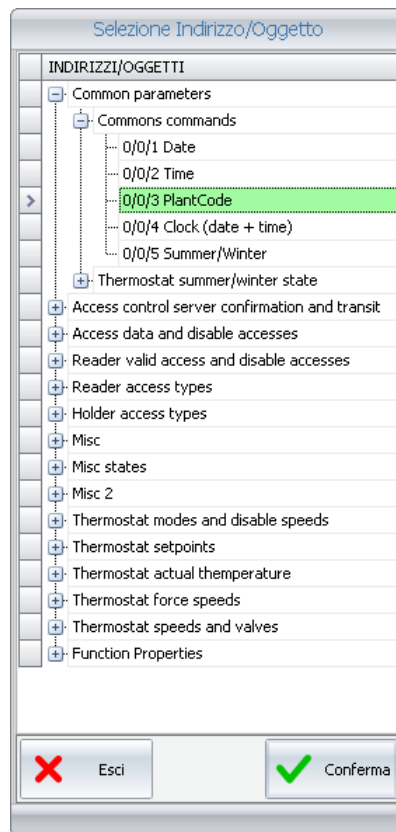 Selezione Indirizzo/Oggetto
INDIRIZZI/OGGETTI
Common parameters
Commons commands
0/0/1 Date
0/0/2 Time
0/0/3 PlantCode
0/0/4 Clock (date + time)
0/0/5 Summer/Winter
Thermostat summer/winter state
Access control server confirmation and transit
Access data and disable accesses
Reader valid access and disable accesses
Reader access types
Holder access types
Misc
Misc states
Misc 2
Thermostat modes and disable speeds
Thermostat setpoints
Thermostat actual themperature
Thermostat force speeds
Thermostat speeds and valves
Function Properties
Esci
Conferma